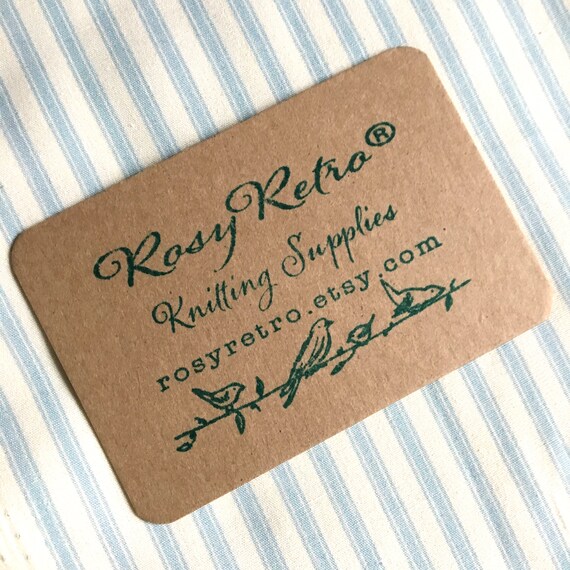 Rosy Retro®
Knitting Supplies
rosyretro.etsy.com